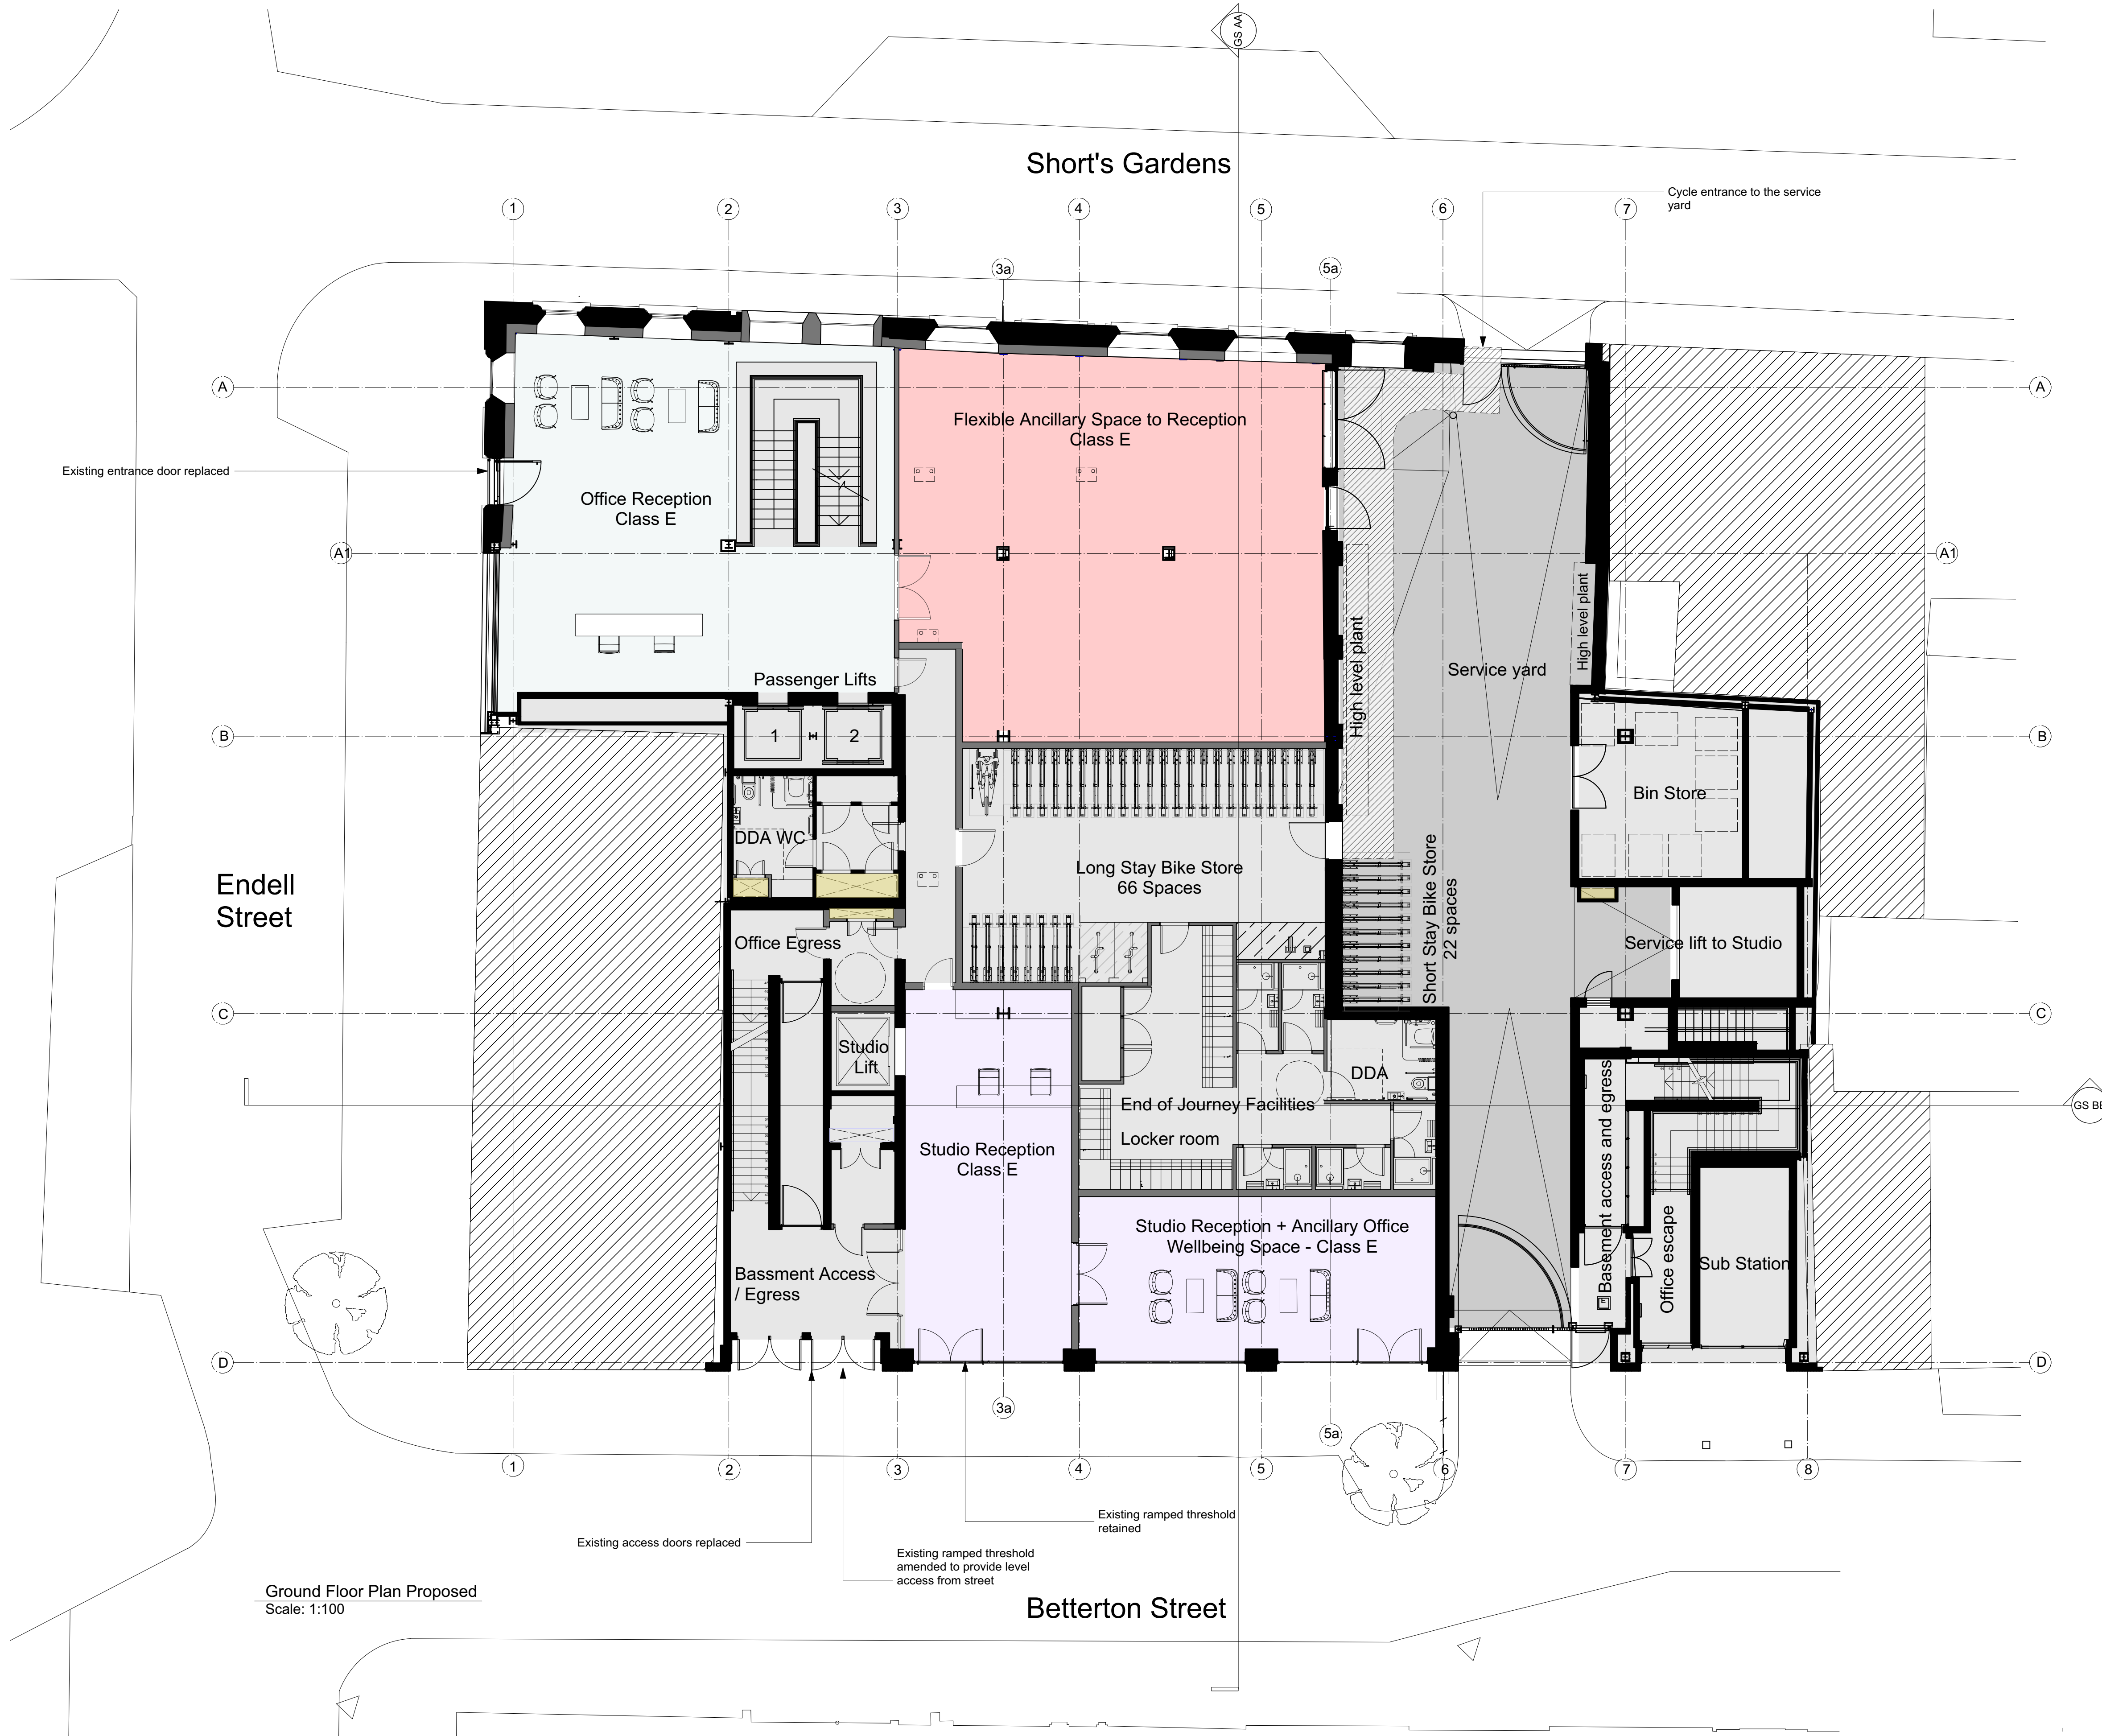 GS AA
Short's Gardens
Cycle entrance to the service
yard
1
2
3
4
5
6
7
3a
5a
A
A
Flexible Ancillary Space to Reception
Class E
Existing entrance door replaced
Office Reception
Class E
A1
A1
High level plant
High level plant
Service yard
Passenger Lifts
B
1
2
B
Bin Store
DDA WC
Long Stay Bike Store
66 Spaces
Short Stay Bike Store
22 spaces
Endell
Street
Office Egress
Service lift to Studio
C
C
Studio
Lift
DDA
End of Journey Facilities
Locker room
Basement access and egress
GS BB
Studio Reception
Class E
Studio Reception + Ancillary Office
Wellbeing Space - Class E
Office escape
Sub Station
Bassment Access
/ Egress
D
D
3a
5a
1
2
3
4
5
6
7
8
Existing ramped threshold
retained
Existing access doors replaced
Existing ramped threshold
amended to provide level
access from street
Ground Floor Plan Proposed
Scale: 1:100
Betterton Street